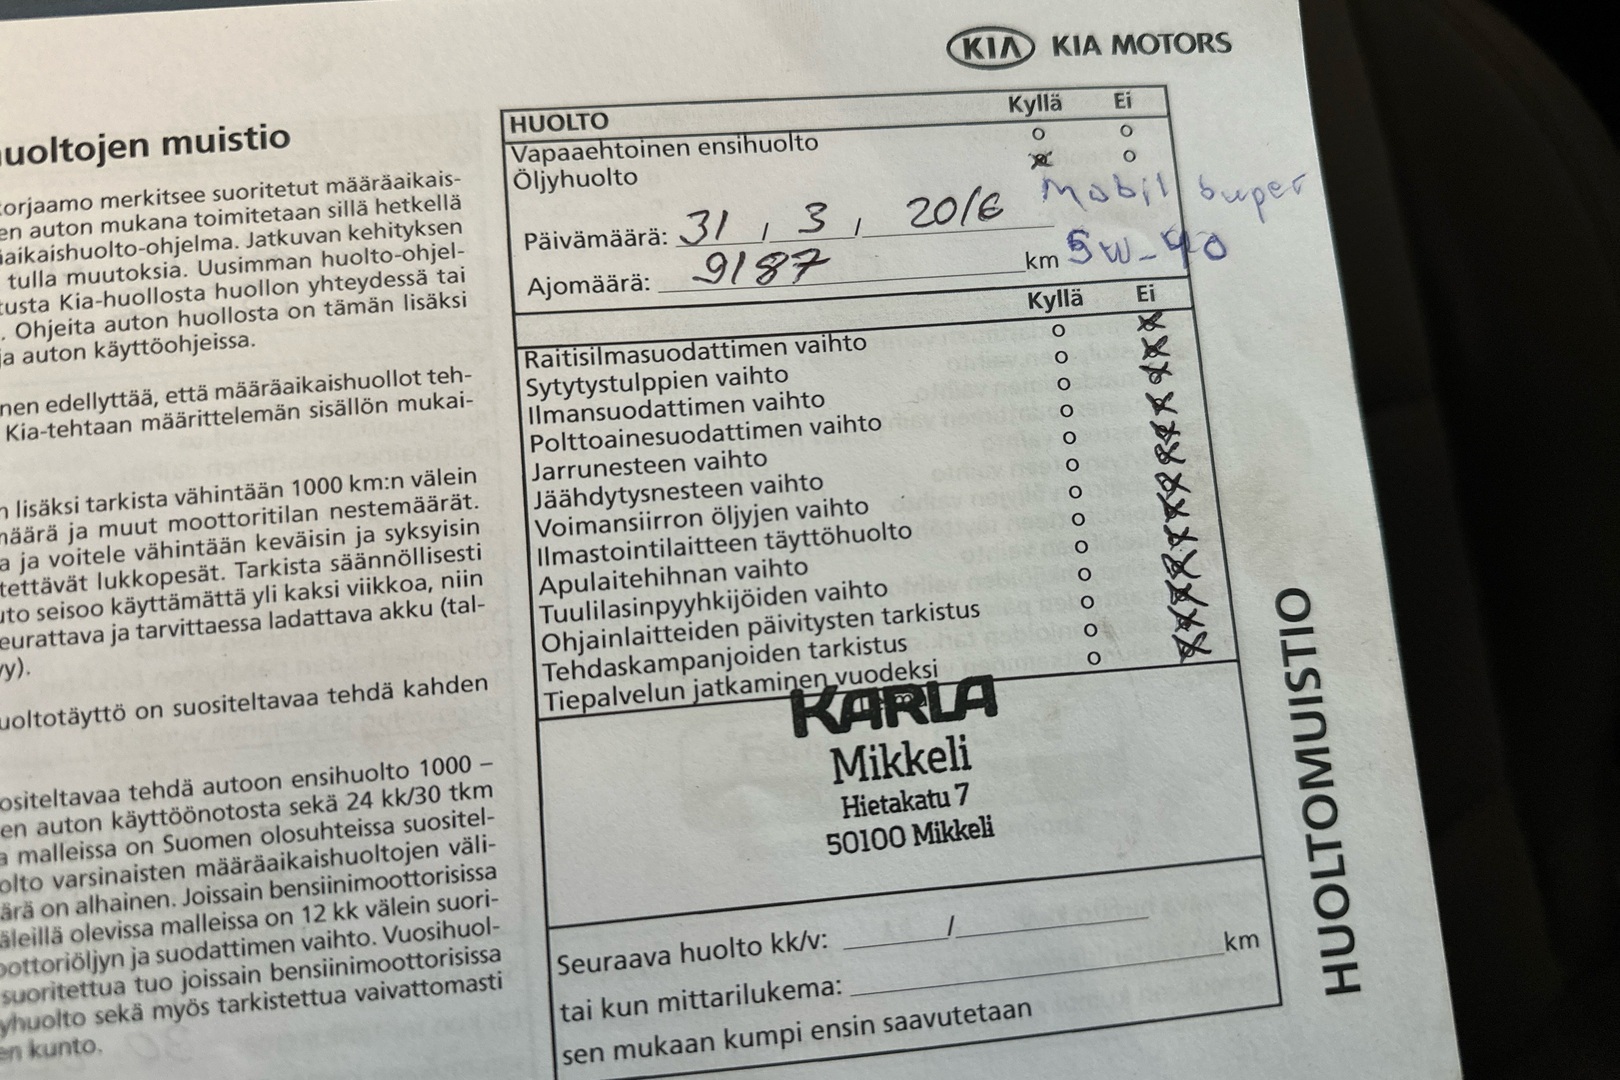 KIA KIA MOTORS
huoltojen muistio
korjaamo merkitsee suoritetut määräaikais-
en auton mukana toimitetaan sillä hetkellä
äaikaishuolto-ohjelma. Jatkuvan kehityksen
tulla muutoksia. Uusimman huolto-ohjel-
tusta Kia-huollosta huollon yhteydessä tai
. Ohjeita auton huollosta on tämän lisäksi
ja auton käyttöohjeissa.
nen edellyttää, että määräaikaishuollot teh-
Kia-tehtaan määrittelemän sisällön mukai-
n lisäksi tarkista vähintään 1000 km:n välein
määrä ja muut moottoritilan nestemäärät.
a ja voitele vähintään keväisin ja syksyisin
tettävät lukkopesät. Tarkista säännöllisesti
uto seisoo käyttämättä yli kaksi viikkoa, niin
eurattava ja tarvittaessa ladattava akku (tal-
yy).
uoltotäyttö on suositeltavaa tehdä kahden
ositeltavaa tehdä autoon ensihuolto 1000 –
en auton käyttöönotosta sekä 24 kk/30 tkm
a malleissa on Suomen olosuhteissa suositel-
olto varsinaisten määräaikaishuoltojen väli-
ärä on alhainen. Joissain bensiinimoottorisissa
äleillä olevissa malleissa on 12 kk välein suori-
oottoriöljyn ja suodattimen vaihto. Vuosihuol-
suoritettua tuo joissain bensiinimoottorisissa
yhuolto sekä myös tarkistettua vaivattomasti
en kunto.
HUOLTO Kyllä Ei
Vapaaehtoinen ensihuolto o o
Öljyhuolto x o
Mobil Super
Päivämäärä: 31 / 3 / 2016
5W-40
Ajomäärä: 9187 km
Kyllä Ei
Raitisilmasuodattimen vaihto o x
Sytytystulppien vaihto o x
Ilmansuodattimen vaihto o x
Polttoainesuodattimen vaihto o x
Jarrunesteen vaihto o x
Jäähdytysnesteen vaihto o x
Voimansiirron öljyjen vaihto o x
Ilmastointilaitteen täyttöhuolto o x
Apulaitehihnan vaihto o x
Tuulilasinpyyhkijöiden vaihto o x
Ohjainlaitteiden päivitysten tarkistus o x
Tehdaskampanjoiden tarkistus o x
Tiepalvelun jatkaminen vuodeksi o x
KARLA
Mikkeli
Hietakatu 7
50100 Mikkeli
Seuraava huolto kk/v: /
tai kun mittarilukema: km
sen mukaan kumpi ensin saavutetaan
HUOLTOMUISTIO